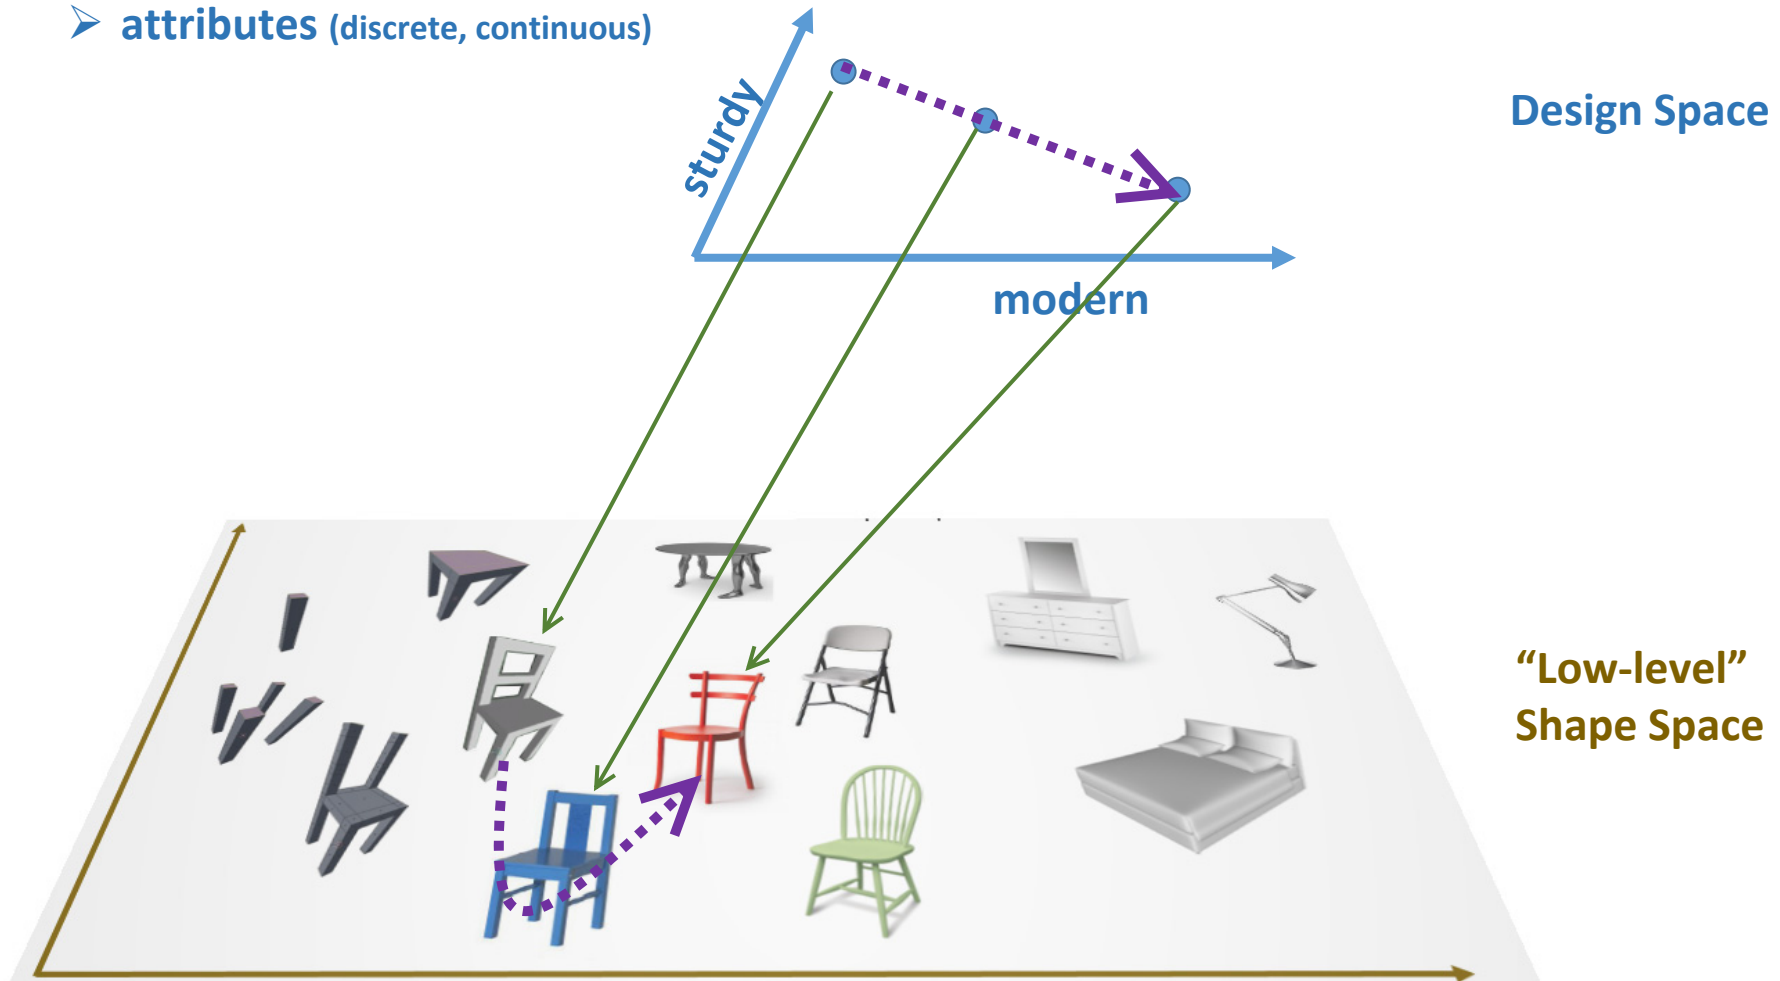 ➢ attributes (discrete, continuous)
sturdy
Design Space
modern
“Low-level”
Shape Space